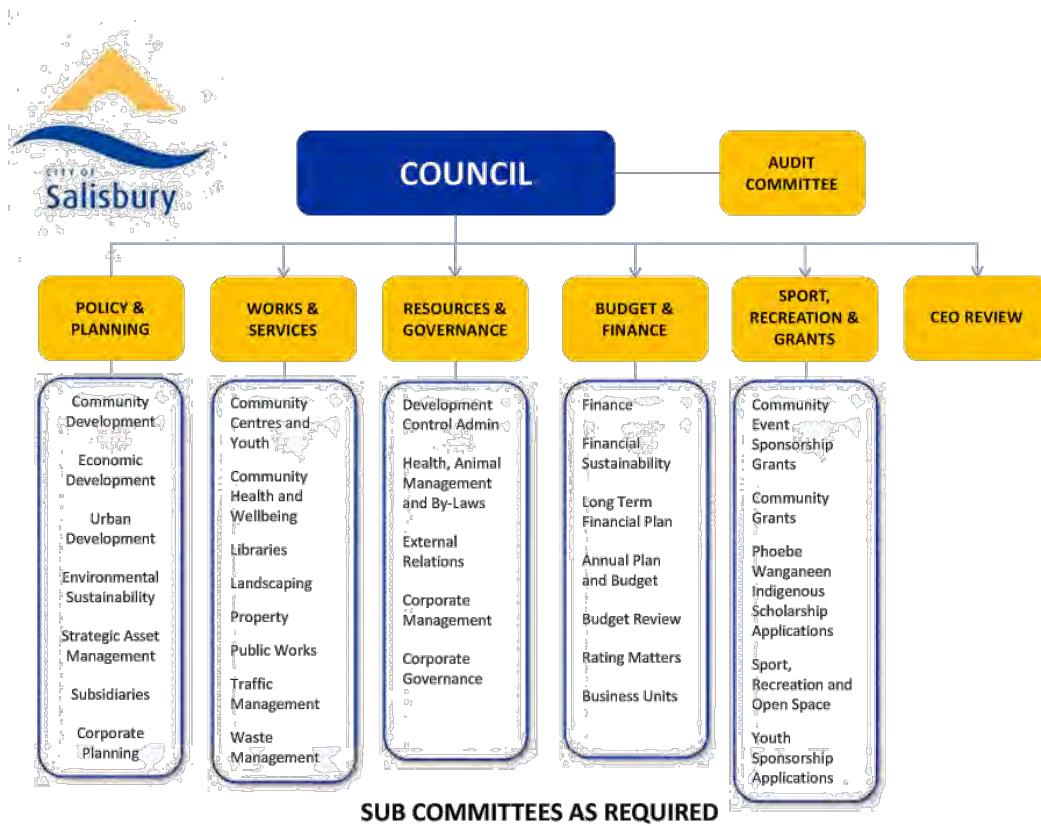 CITY OF
Salisbury
COUNCIL
AUDIT
COMMITTEE
POLICY &
PLANNING
WORKS &
SERVICES
RESOURCES &
GOVERNANCE
BUDGET &
FINANCE
SPORT,
RECREATION &
GRANTS
CEO REVIEW
Community
Development
Economic
Development
Urban
Development
Environmental
Sustainability
Strategic Asset
Management
Subsidiaries
Corporate
Planning
Community
Centres and
Youth
Community
Health and
Wellbeing
Libraries
Landscaping
Property
Public Works
Traffic
Management
Waste
Management
Development
Control Admin
Health, Animal
Management
and By-Laws
External
Relations
Corporate
Management
Corporate
Governance
Finance
Financial
Sustainability
Long Term
Financial Plan
Annual Plan
and Budget
Budget Review
Rating Matters
Business Units
Community
Event
Sponsorship
Grants
Community
Grants
Phoebe
Wanganeen
Indigenous
Scholarship
Applications
Sport,
Recreation and
Open Space
Youth
Sponsorship
Applications
SUB COMMITTEES AS REQUIRED